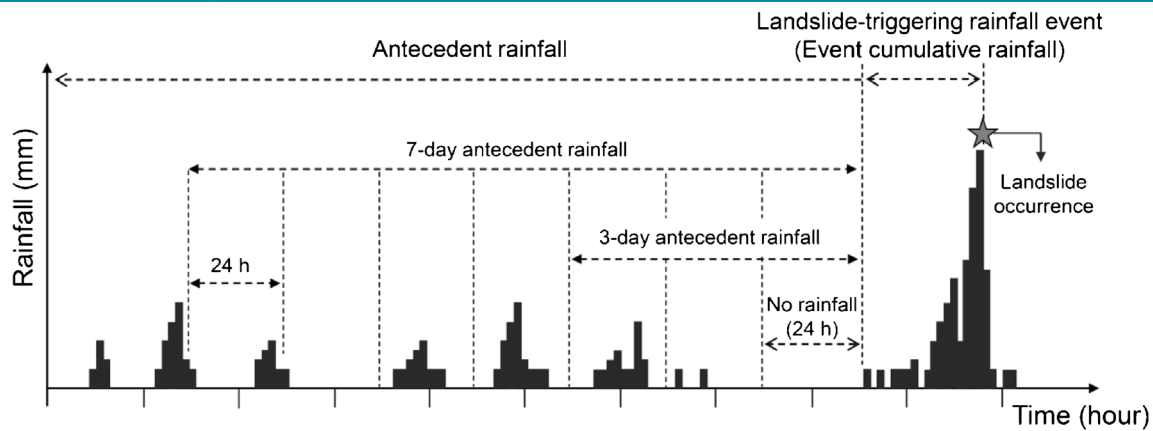 Landslide-triggering rainfall event
(Event cumulative rainfall)
Antecedent rainfall
7-day antecedent rainfall
Landslide
occurrence
3-day antecedent rainfall
24 h
No rainfall
(24 h)
Rainfall (mm)
Time (hour)